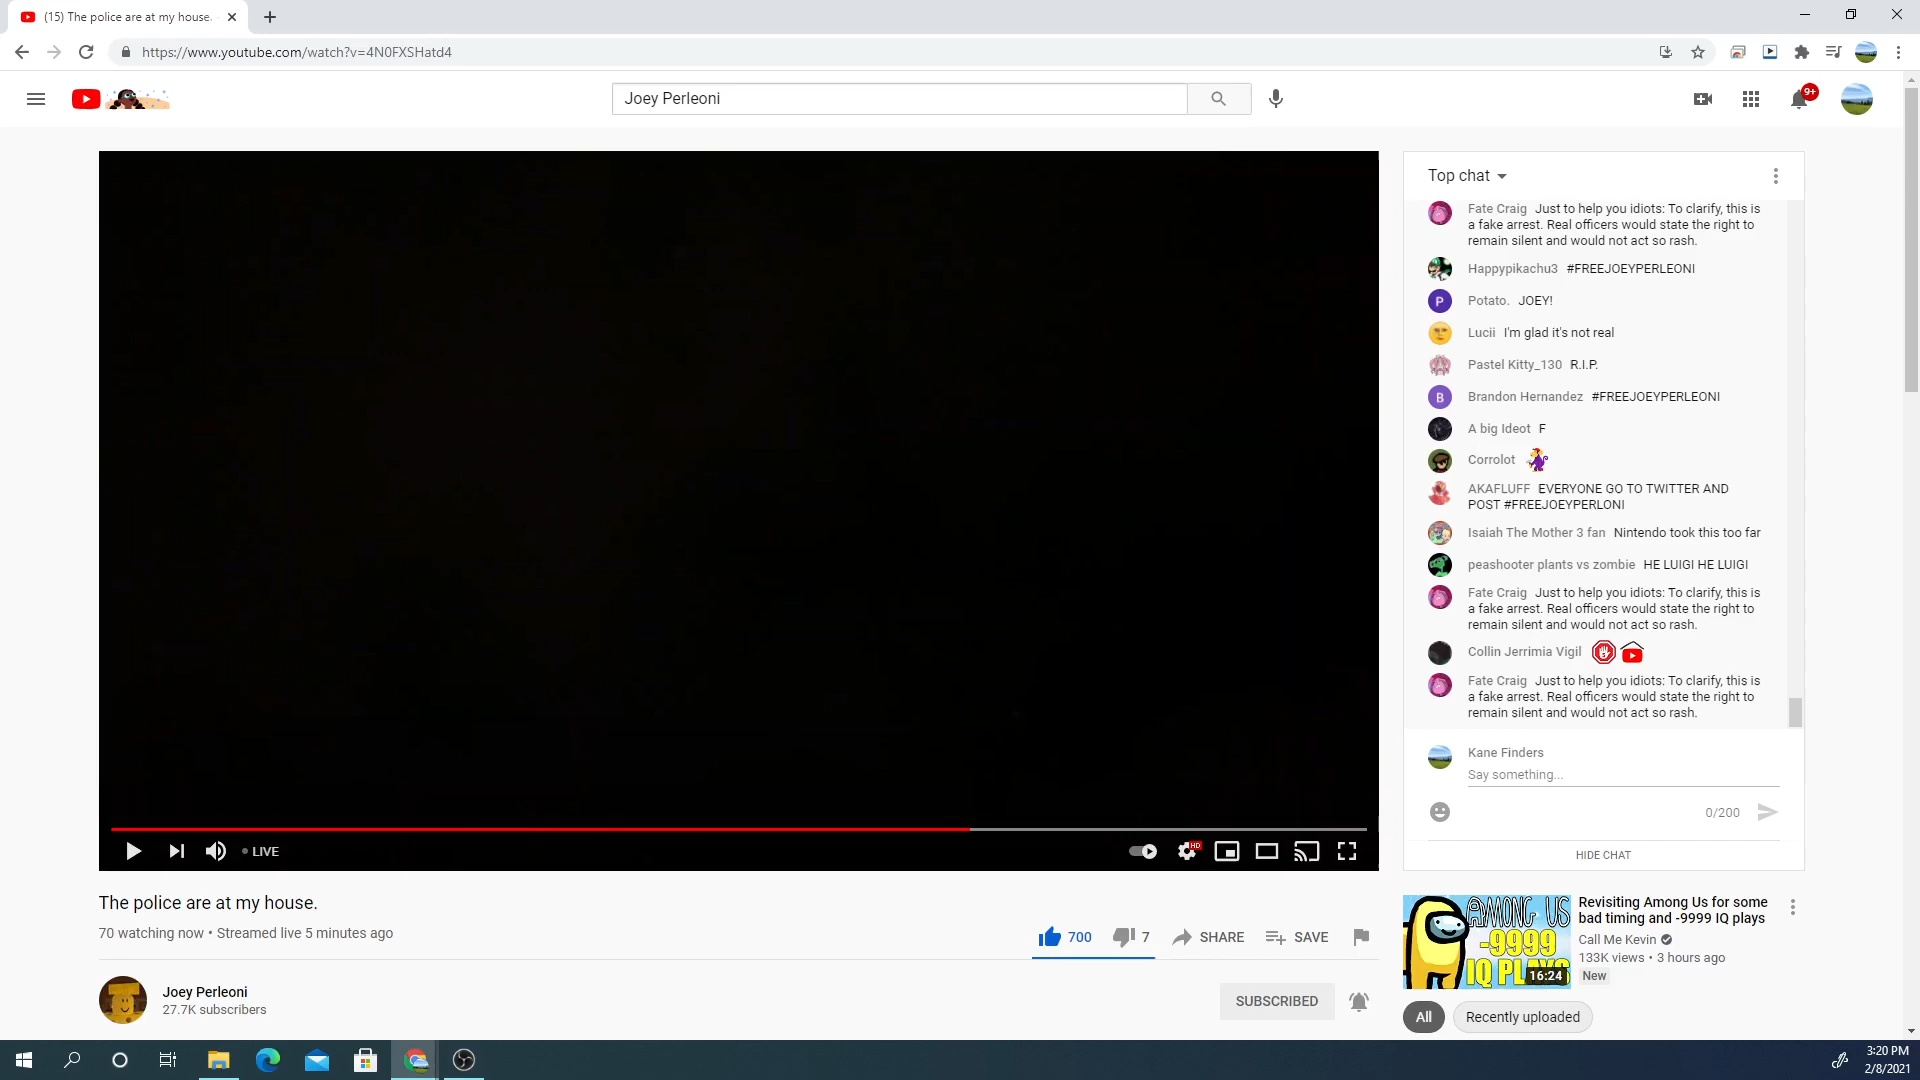 (15) The police are at my house.
https://www.youtube.com/watch?v=4N0FXSHatd4
Joey Perleoni
9+
Top chat
Fate Craig Just to help you idiots: To clarify, this is
a fake arrest. Real officers would state the right to
remain silent and would not act so rash.
Happypikachu3 #FREEJOEYPERLEONI
P
Potato. JOEY!
Lucii I'm glad it's not real
Pastel Kitty_130 R.I.P.
B
Brandon Hernandez #FREEJOEYPERLEONI
A big Ideot F
Corrolot
AKAFLUFF EVERYONE GO TO TWITTER AND
POST #FREEJOEYPERLONI
Isaiah The Mother 3 fan Nintendo took this too far
peashooter plants vs zombie HE LUIGI HE LUIGI
Fate Craig Just to help you idiots: To clarify, this is
a fake arrest. Real officers would state the right to
remain silent and would not act so rash.
Collin Jerrimia Vigil
Fate Craig Just to help you idiots: To clarify, this is
a fake arrest. Real officers would state the right to
remain silent and would not act so rash.
Kane Finders
Say something...
0/200
HIDE CHAT
• LIVE
HD
The police are at my house.
70 watching now • Streamed live 5 minutes ago
700
7
SHARE
SAVE
Joey Perleoni
27.7K subscribers
SUBSCRIBED
AMONG US
-9999
IQ PLAYS
16:24
Revisiting Among Us for some
bad timing and -9999 IQ plays
Call Me Kevin
133K views • 3 hours ago
New
All
Recently uploaded
3:20 PM
2/8/2021